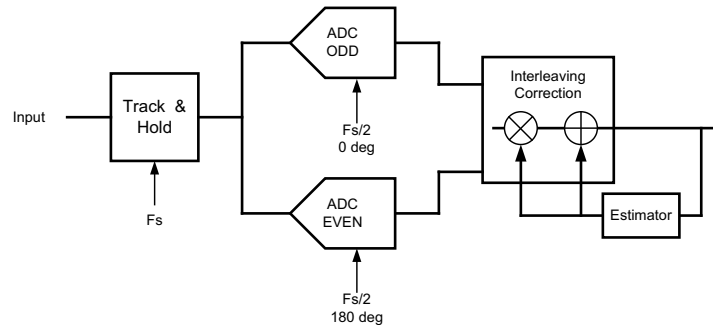 Input
Track &
Hold
Fs
ADC
ODD
Fs/2
0 deg
ADC
EVEN
Fs/2
180 deg
Interleaving
Correction
Estimator